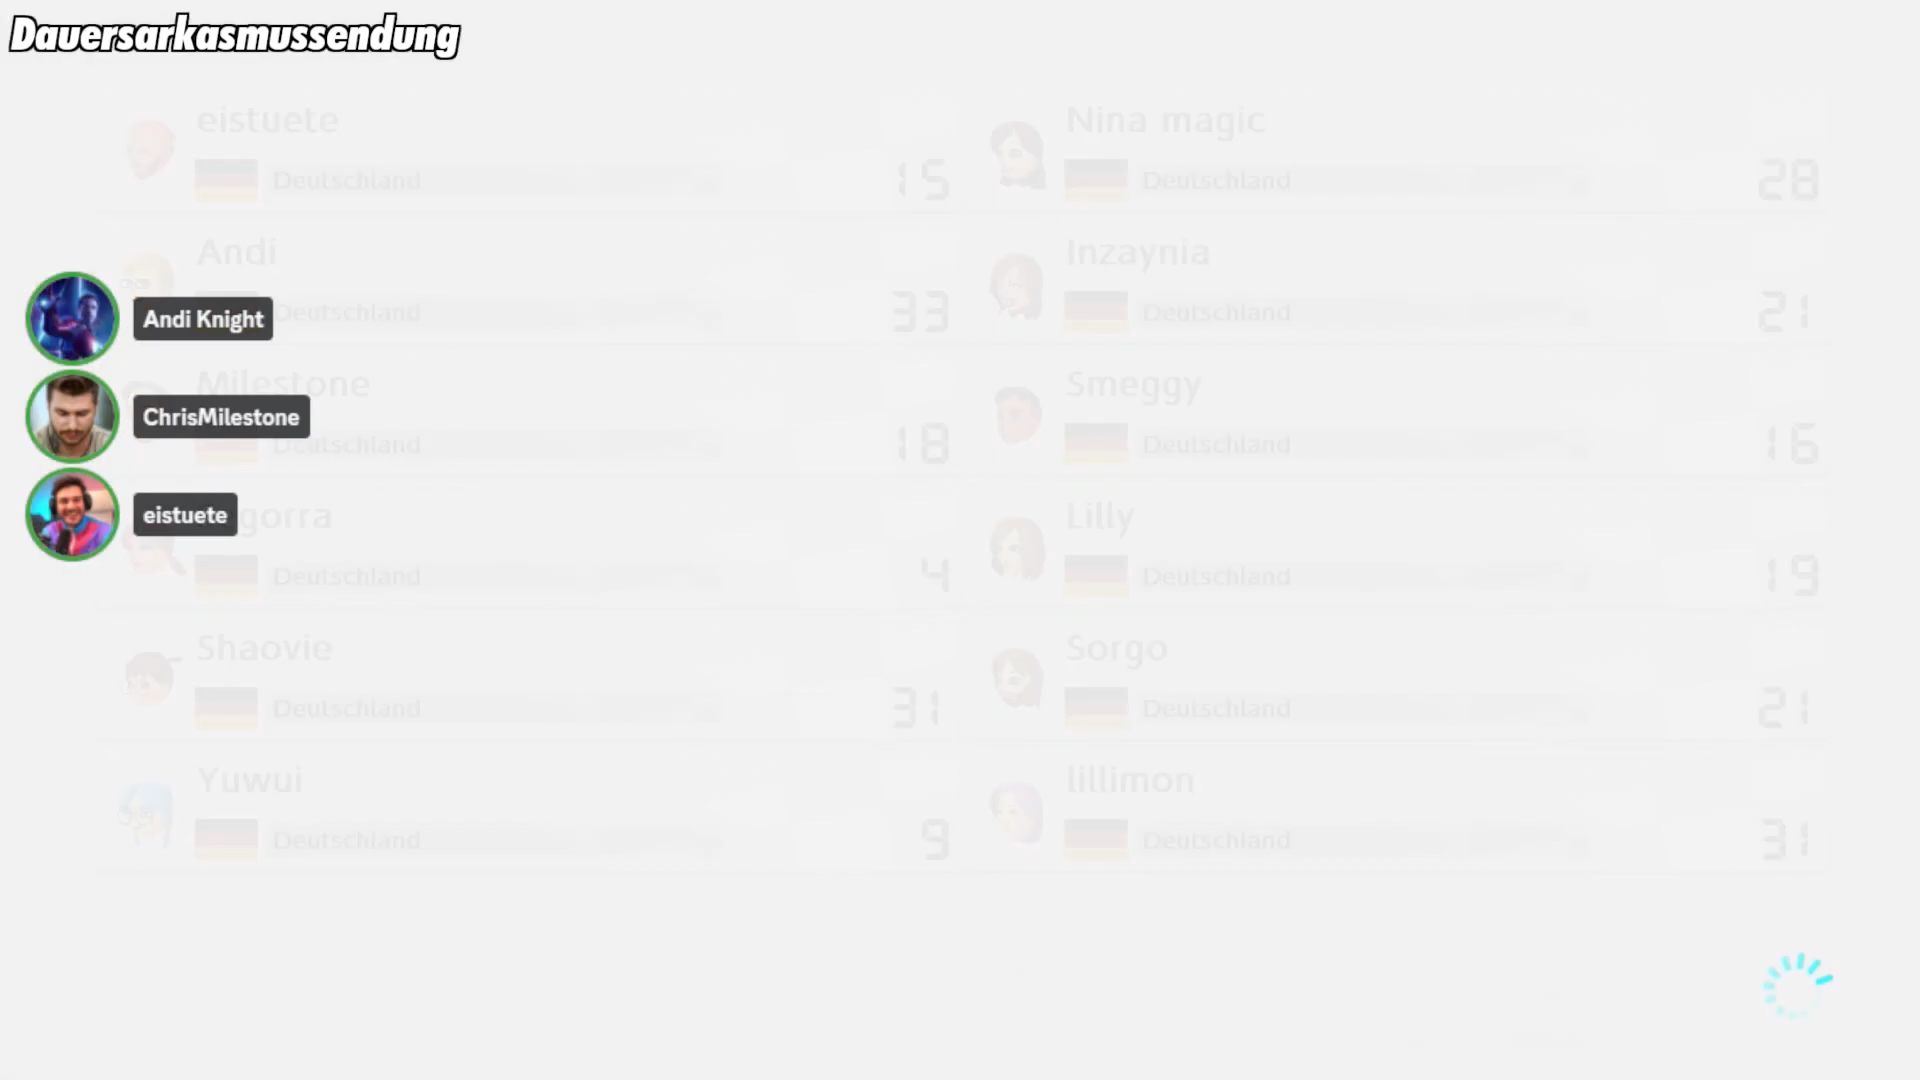 Dauersarkasmussendung
eistuete
Deutschland
15
Nina magic
Deutschland
28
Andi
Deutschland
33
Inzaynia
Deutschland
21
Andi Knight
Milestone
Deutschland
18
Smeggy
Deutschland
16
ChrisMilestone
gorra
Deutschland
4
Lilly
Deutschland
19
eistuete
Shaovie
Deutschland
31
Sorgo
Deutschland
21
Yuwui
Deutschland
9
lillimon
Deutschland
31